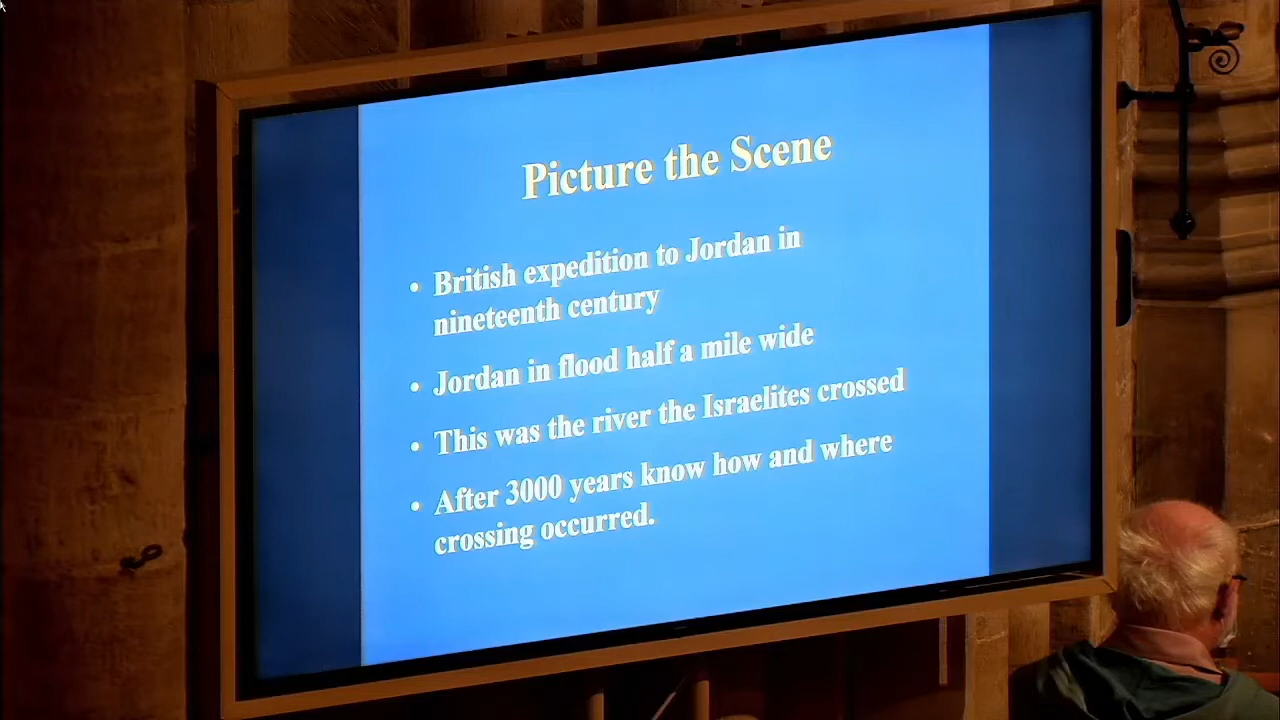 Picture the Scene
• British expedition to Jordan in
nineteenth century
• Jordan in flood half a mile wide
• This was the river the Israelites crossed
• After 3000 years know how and where
crossing occurred.